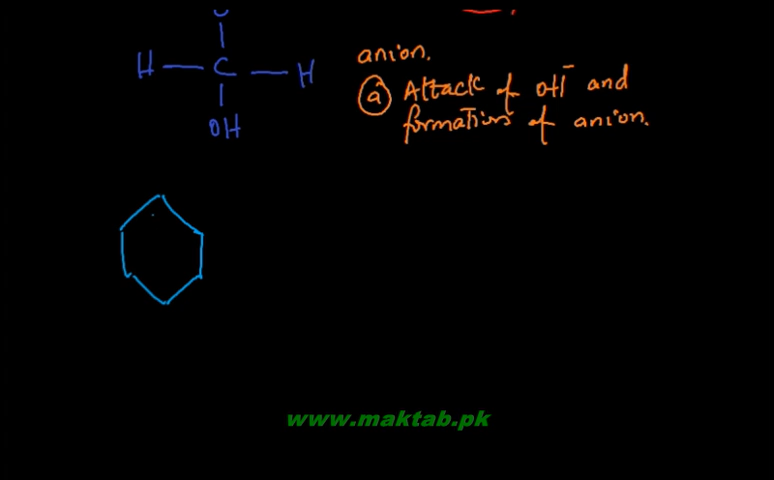 anion.
H — C — H
ⓐ Attack of OH⁻ and
formation of anion.
OH
www.maktab.pk